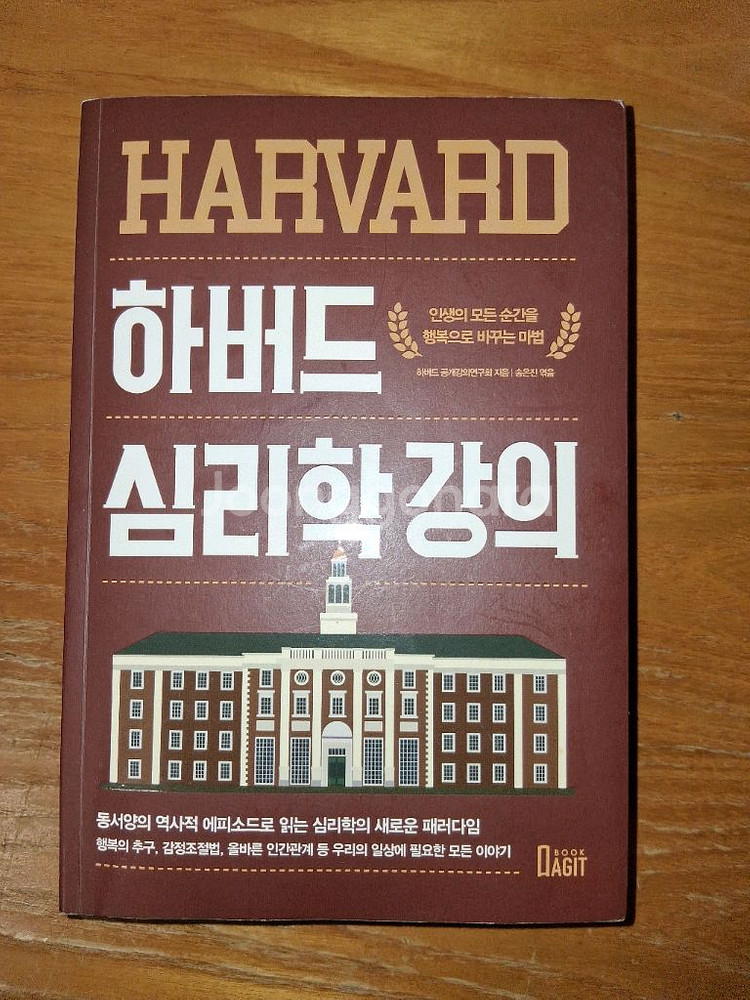 HARVARD
하버드
인생의 모든 순간을
행복으로 바꾸는 마법
하버드 공개강의연구회 지음 | 송은진 엮음
심리학 강의
Joongonara
동서양의 역사적 에피소드로 읽는 심리학의 새로운 패러다임
행복의 추구, 감정조절법, 올바른 인간관계 등 우리의 일상에 필요한 모든 이야기
BOOK
AGIT